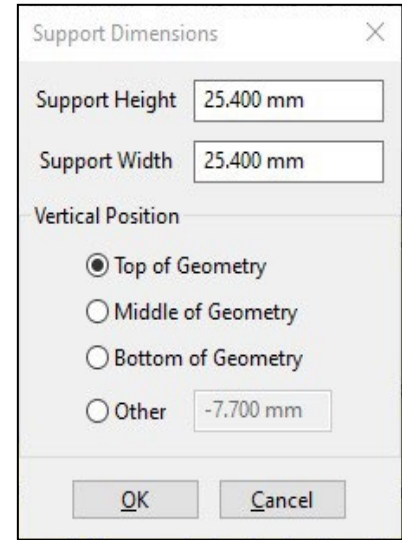 Support Dimensions
Support Height 25.400 mm
Support Width 25.400 mm
Vertical Position
Top of Geometry
Middle of Geometry
Bottom of Geometry
Other -7.700 mm
OK Cancel